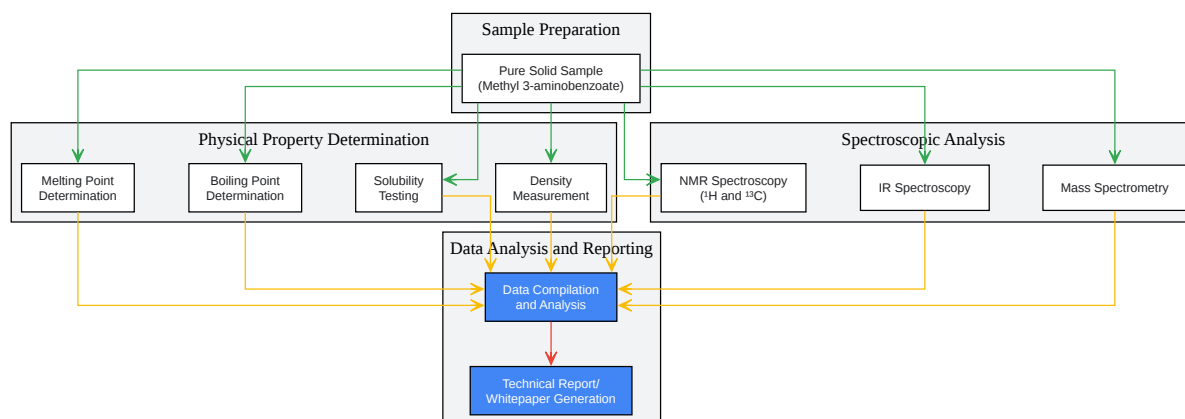 Sample Preparation
Pure Solid Sample
(Methyl 3-aminobenzoate)
Physical Property Determination
Spectroscopic Analysis
Melting Point
Determination
Boiling Point
Determination
Solubility
Testing
Density
Measurement
NMR Spectroscopy
(¹H and ¹³C)
IR Spectroscopy
Mass Spectrometry
Data Analysis and Reporting
Data Compilation
and Analysis
Technical Report/
Whitepaper Generation